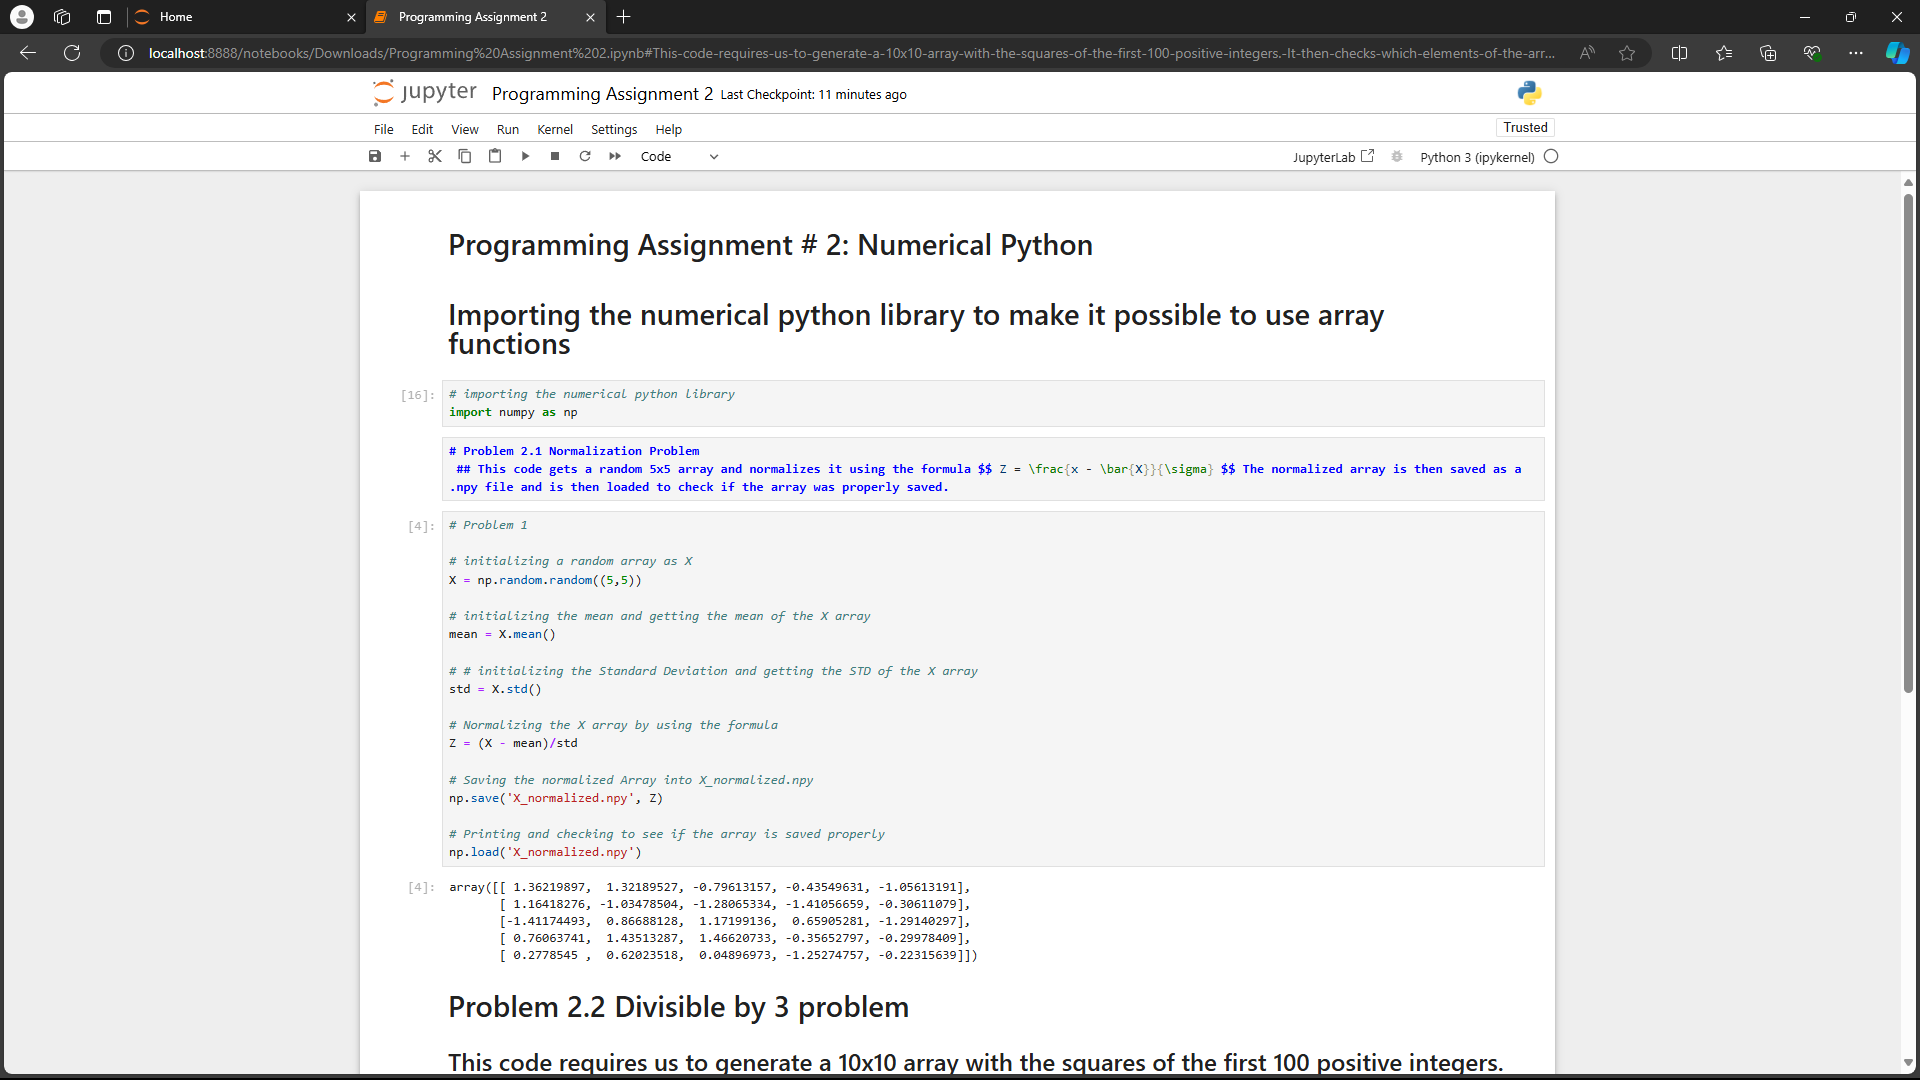 Home
Programming Assignment 2
localhost:8888/notebooks/Downloads/Programming%20Assignment%202.ipynb#This-code-requires-us-to-generate-a-10x10-array-with-the-squares-of-the-first-100-positive-integers.-It-then-checks-which-elements-of-the-arr...
jupyter Programming Assignment 2 Last Checkpoint: 11 minutes ago
File Edit View Run Kernel Settings Help Trusted
Code JupyterLab Python 3 (ipykernel)
Programming Assignment # 2: Numerical Python
Importing the numerical python library to make it possible to use array
functions
[16]: # importing the numerical python library
import numpy as np
# Problem 2.1 Normalization Problem
## This code gets a random 5x5 array and normalizes it using the formula $$ Z = \frac{x - \bar{X}}{\sigma} $$ The normalized array is then saved as a
.npy file and is then loaded to check if the array was properly saved.
[4]: # Problem 1
# initializing a random array as X
X = np.random.random((5,5))
# initializing the mean and getting the mean of the X array
mean = X.mean()
# # initializing the Standard Deviation and getting the STD of the X array
std = X.std()
# Normalizing the X array by using the formula
Z = (X - mean)/std
# Saving the normalized Array into X_normalized.npy
np.save('X_normalized.npy', Z)
# Printing and checking to see if the array is saved properly
np.load('X_normalized.npy')
[4]: array([[ 1.36219897, 1.32189527, -0.79613157, -0.43549631, -1.05613191],
[ 1.16418276, -1.03478504, -1.28065334, -1.41056659, -0.30611079],
[-1.41174493, 0.86688128, 1.17199136, 0.65905281, -1.29140297],
[ 0.76063741, 1.43513287, 1.46620733, -0.35652797, -0.29978409],
[ 0.2778545 , 0.62023518, 0.04896973, -1.25274757, -0.22315639]])
Problem 2.2 Divisible by 3 problem
This code requires us to generate a 10x10 array with the squares of the first 100 positive integers.